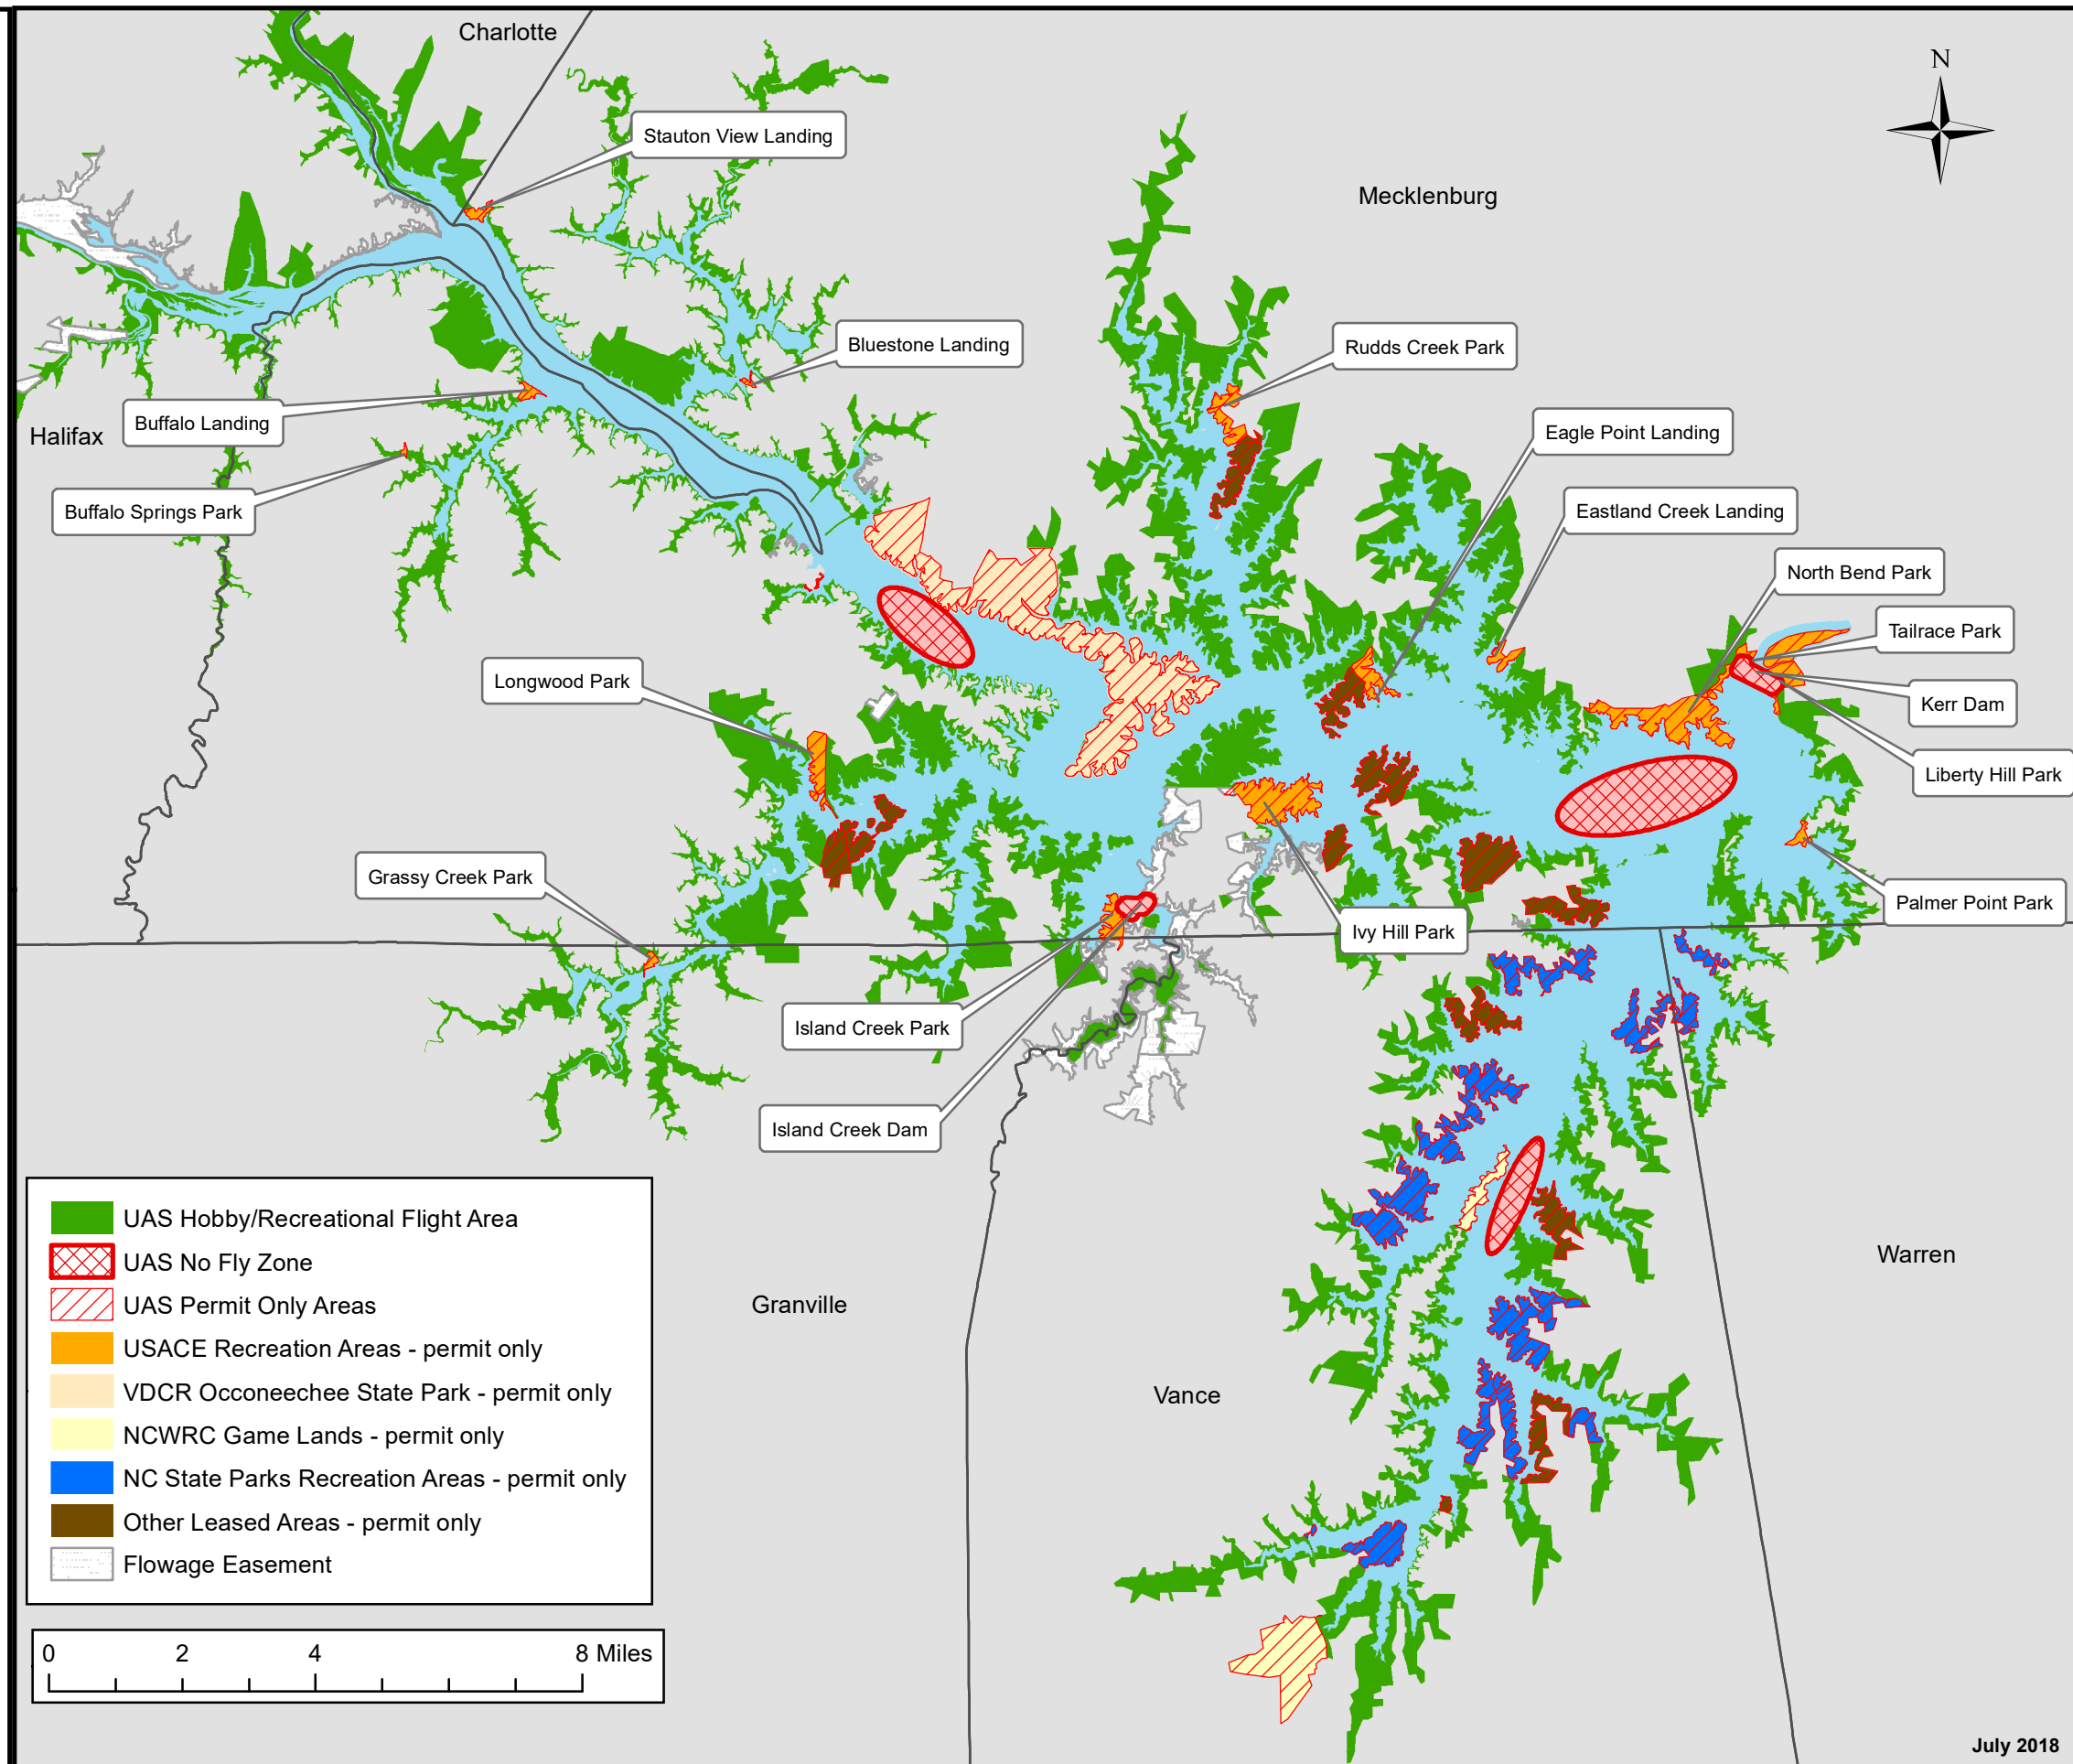 Charlotte
N
Stauton View Landing
Mecklenburg
Bluestone Landing
Rudds Creek Park
Buffalo Landing
Halifax
Eagle Point Landing
Buffalo Springs Park
Eastland Creek Landing
North Bend Park
Tailrace Park
Longwood Park
Kerr Dam
Liberty Hill Park
Grassy Creek Park
Palmer Point Park
Ivy Hill Park
Island Creek Park
Island Creek Dam
UAS Hobby/Recreational Flight Area
UAS No Fly Zone
UAS Permit Only Areas
USACE Recreation Areas - permit only
VDCR Occoneechee State Park - permit only
NCWRC Game Lands - permit only
NC State Parks Recreation Areas - permit only
Other Leased Areas - permit only
Flowage Easement
Granville
Warren
Vance
0 2 4 8 Miles
July 2018